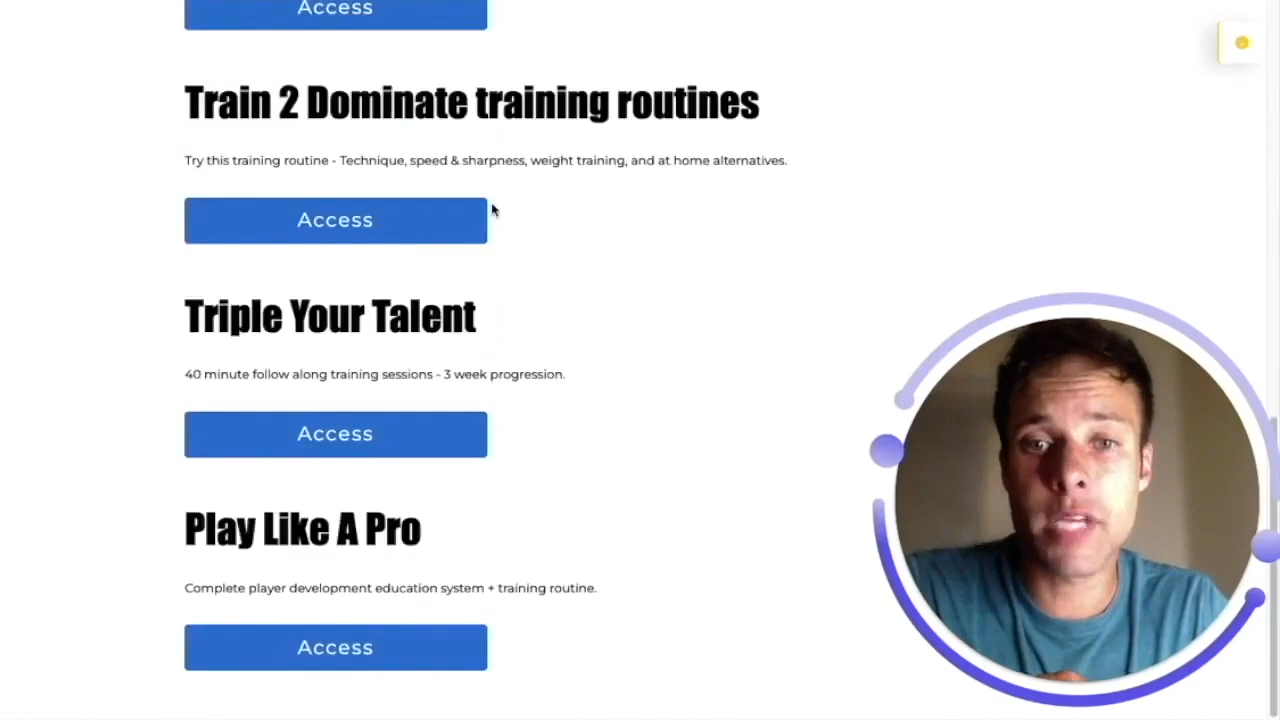 Access
Train 2 Dominate training routines
Try this training routine - Technique, speed & sharpness, weight training, and at home alternatives.
Access
Triple Your Talent
40 minute follow along training sessions - 3 week progression.
Access
Play Like A Pro
Complete player development education system + training routine.
Access